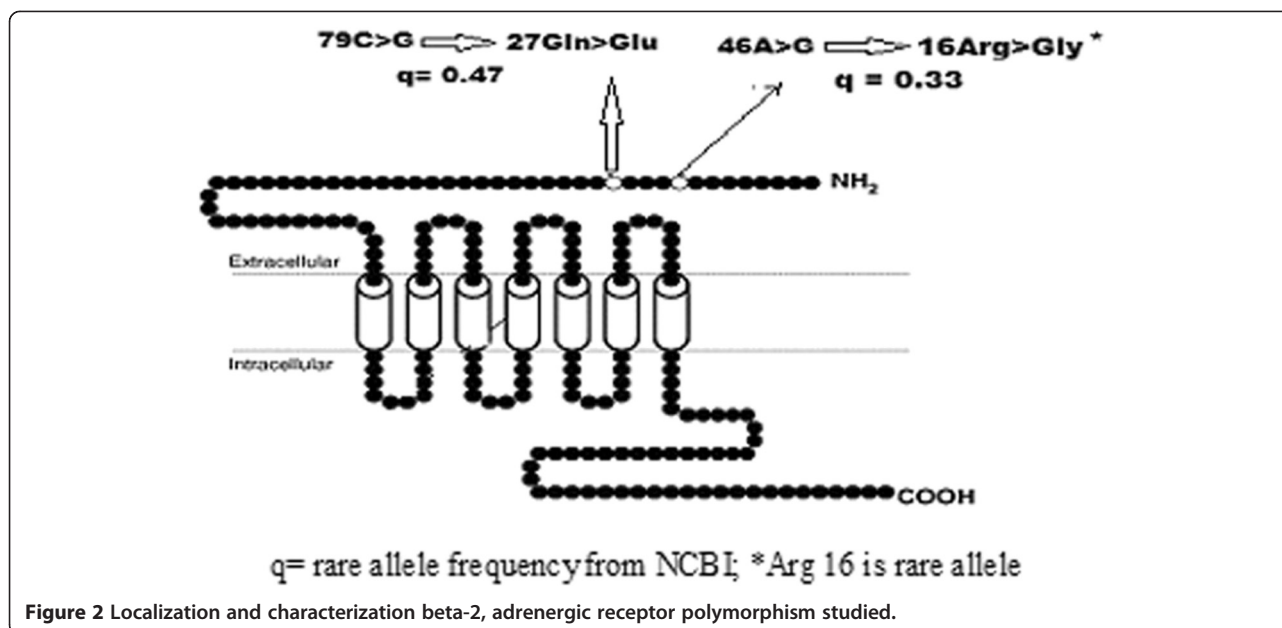 79C>G 27Gln>Glu
q= 0.47
46A>G 16Arg>Gly*
q = 0.33
NH2
Extracellular
Intracellular
COOH
q= rare allele frequency from NCBI; *Arg 16 is rare allele
Figure 2 Localization and characterization beta-2, adrenergic receptor polymorphism studied.